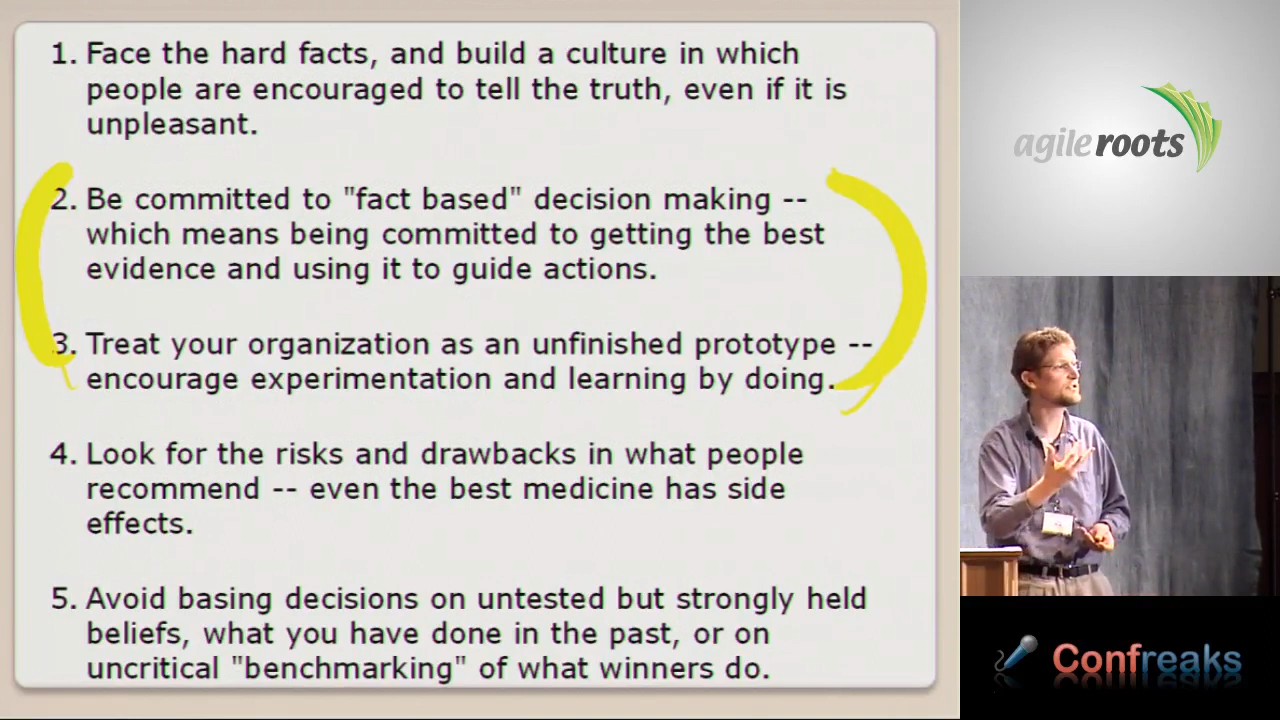 1. Face the hard facts, and build a culture in which
people are encouraged to tell the truth, even if it is
unpleasant.
2. Be committed to "fact based" decision making --
which means being committed to getting the best
evidence and using it to guide actions.
3. Treat your organization as an unfinished prototype --
encourage experimentation and learning by doing.
4. Look for the risks and drawbacks in what people
recommend -- even the best medicine has side
effects.
5. Avoid basing decisions on untested but strongly held
beliefs, what you have done in the past, or on
uncritical "benchmarking" of what winners do.
agile roots
Confreaks